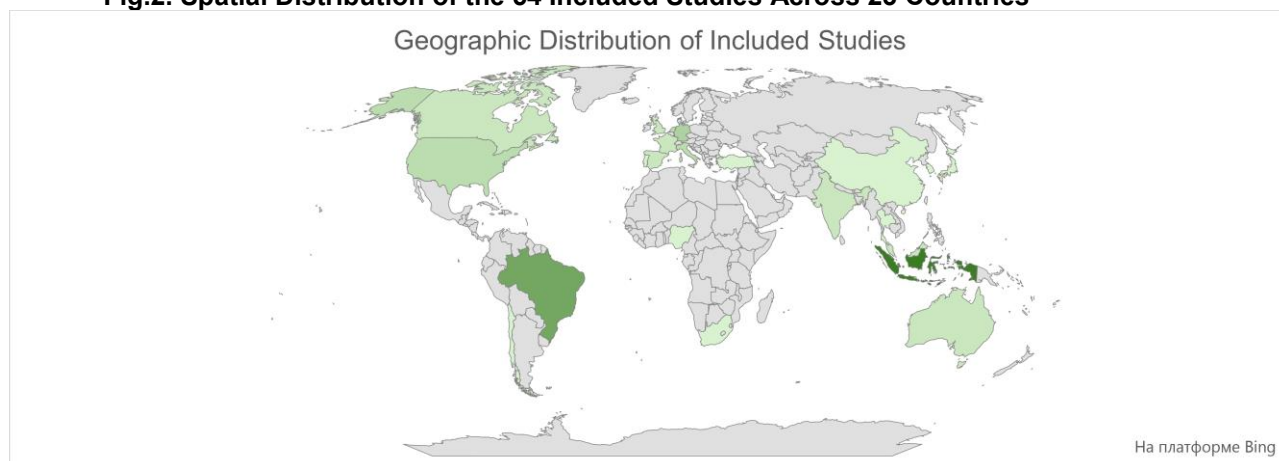 Fig.2. Spatial Distribution of the Included Studies Across Countries
Geographic Distribution of Included Studies
На платформе Bing